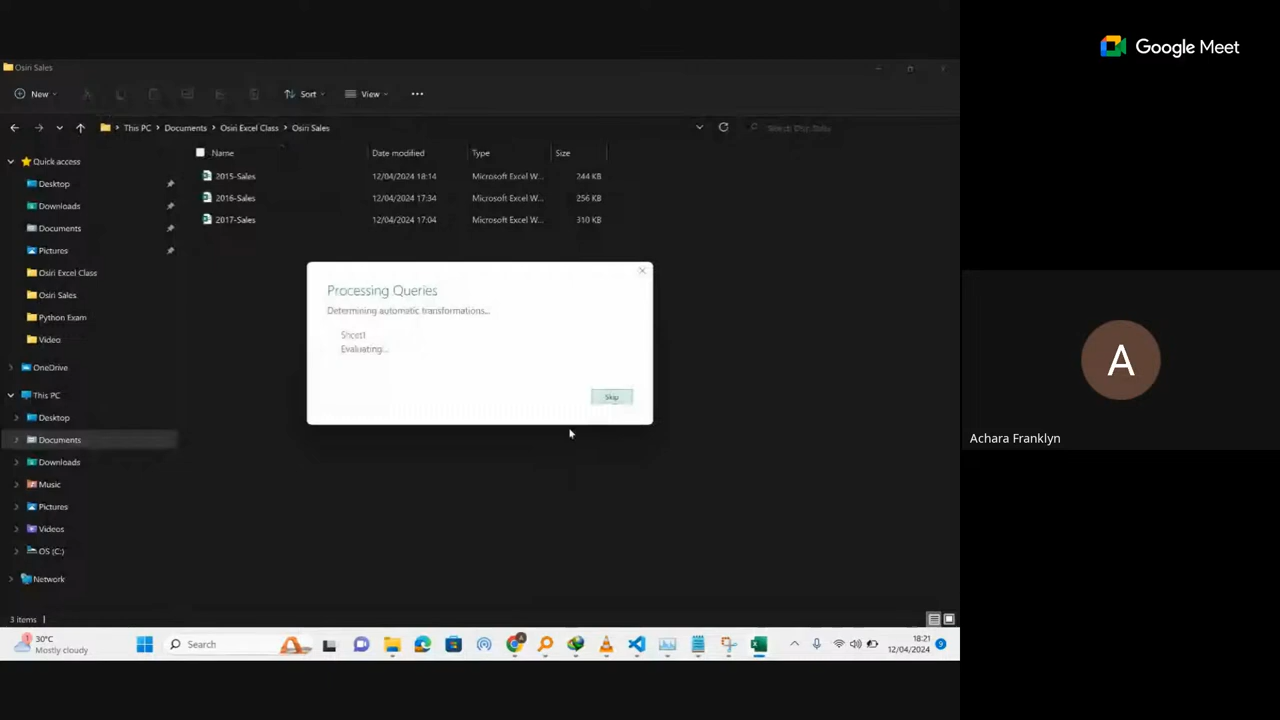 Google Meet
Osiri Sales
New
Sort
View
This PC > Documents > Osiri Excel Class > Osiri Sales
Name Date modified Type Size
Quick access
Desktop
Downloads
Documents
Pictures
Osiri Excel Class
Osiri Sales
Python Exam
Video
OneDrive
This PC
Desktop
Documents
Downloads
Music
Pictures
Videos
OS (C:)
Network
2015-Sales 12/04/2024 18:14 Microsoft Excel W... 244 KB
2016-Sales 12/04/2024 17:34 Microsoft Excel W... 256 KB
2017-Sales 12/04/2024 17:04 Microsoft Excel W... 310 KB
Processing Queries
Determining automatic transformations...
Sheet1
Evaluating...
Skip
3 items
A
Achara Franklyn
1
30°C
Mostly cloudy
Search
18:21
12/04/2024